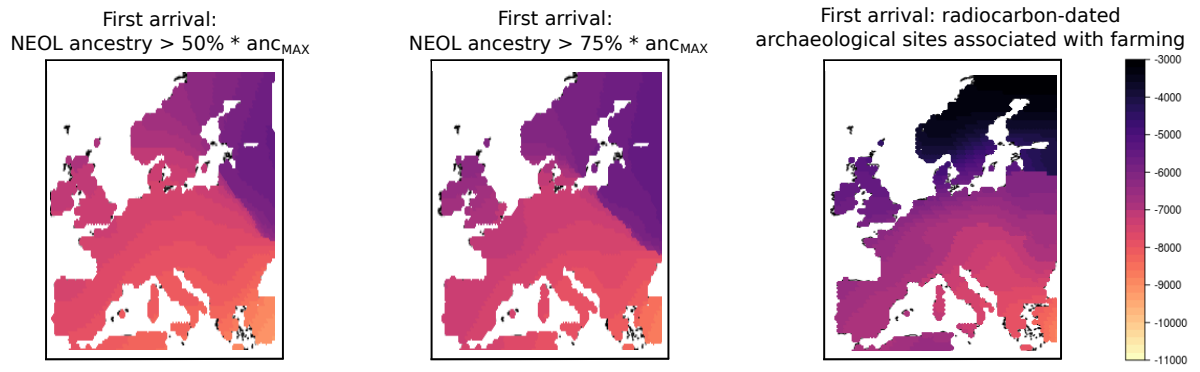 First arrival:
NEOL ancestry > 50% * ancMAX
First arrival:
NEOL ancestry > 75% * ancMAX
First arrival: radiocarbon-dated
archaeological sites associated with farming
-3000
-4000
-5000
-6000
-7000
-8000
-9000
-10000
-11000